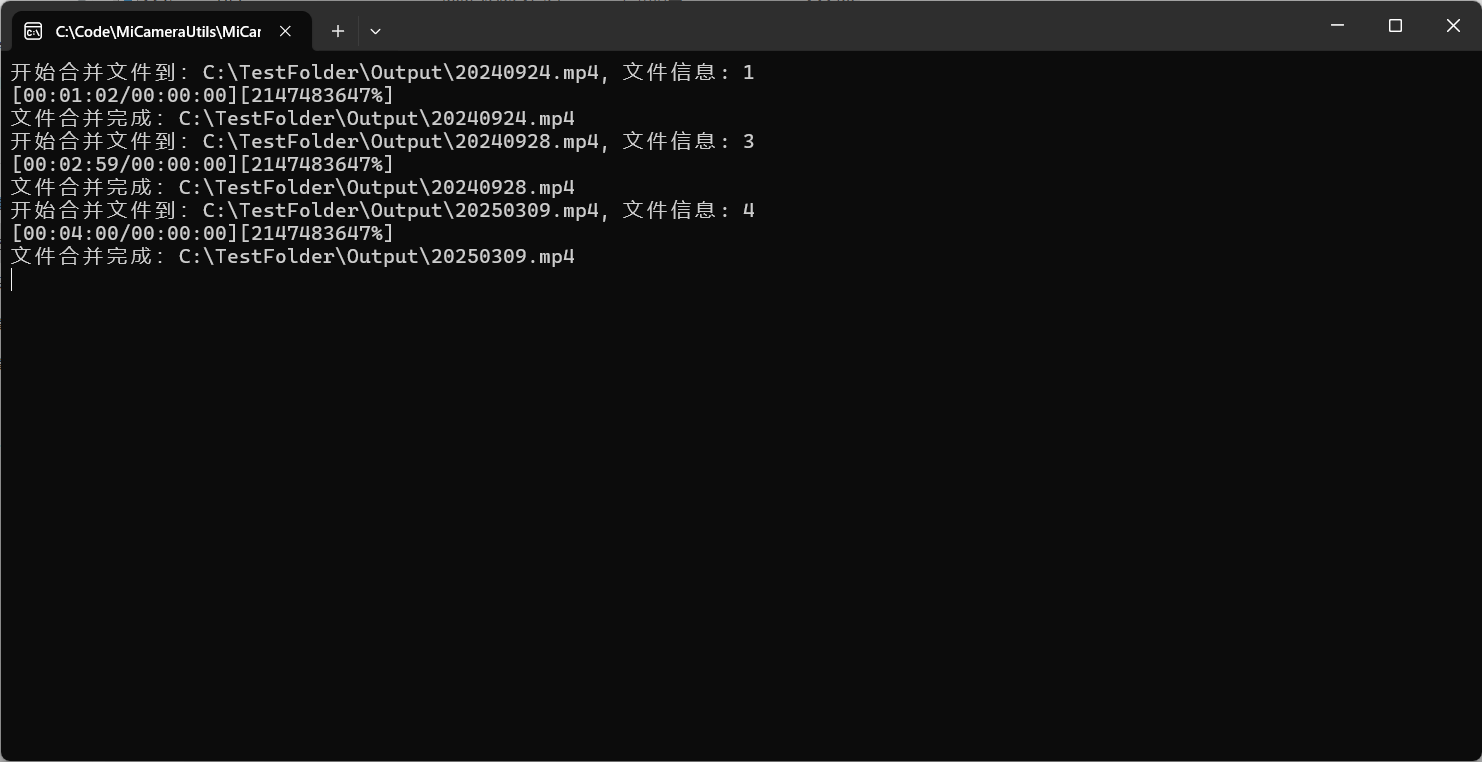 C:\Code\MiCameraUtils\MiCar
开始合并文件到: C:\TestFolder\Output\20240924.mp4, 文件信息: 1
[00:01:02/00:00:00][2147483647%]
文件合并完成: C:\TestFolder\Output\20240924.mp4
开始合并文件到: C:\TestFolder\Output\20240928.mp4, 文件信息: 3
[00:02:59/00:00:00][2147483647%]
文件合并完成: C:\TestFolder\Output\20240928.mp4
开始合并文件到: C:\TestFolder\Output\20250309.mp4, 文件信息: 4
[00:04:00/00:00:00][2147483647%]
文件合并完成: C:\TestFolder\Output\20250309.mp4